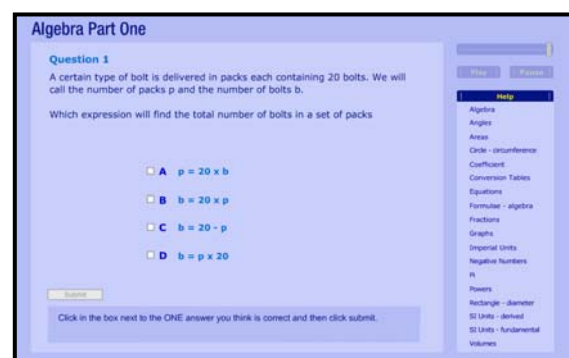 Algebra Part One
Question 1
A certain type of bolt is delivered in packs each containing 20 bolts. We will
call the number of packs p and the number of bolts b.
Which expression will find the total number of bolts in a set of packs
A p = 20 x b
B b = 20 x p
C b = 20 - p
D b = p x 20
Submit
Click in the box next to the ONE answer you think is correct and then click submit.
Play Pause
Help
Algebra
Angles
Areas
Circle - circumference
Coefficient
Conversion Tables
Equations
Formulae - algebra
Fractions
Graphs
Imperial Units
Negative Numbers
Pi
Powers
Rectangle - diameter
SI Units - derived
SI Units - fundamental
Volumes